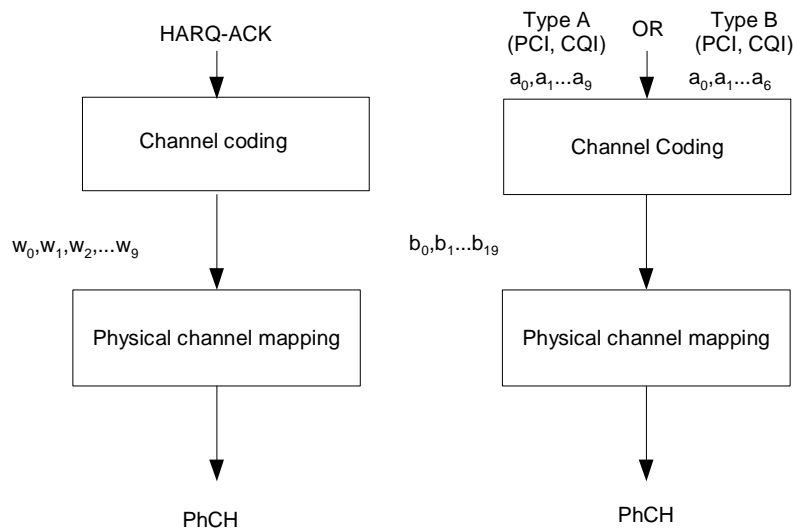 HARQ-ACK
Channel coding
w0,w1,w2,...w9
Physical channel mapping
PhCH
Type A
(PCI, CQI)
OR
Type B
(PCI, CQI)
a0,a1...a9
a0,a1...a6
Channel Coding
b0,b1...b19
Physical channel mapping
PhCH